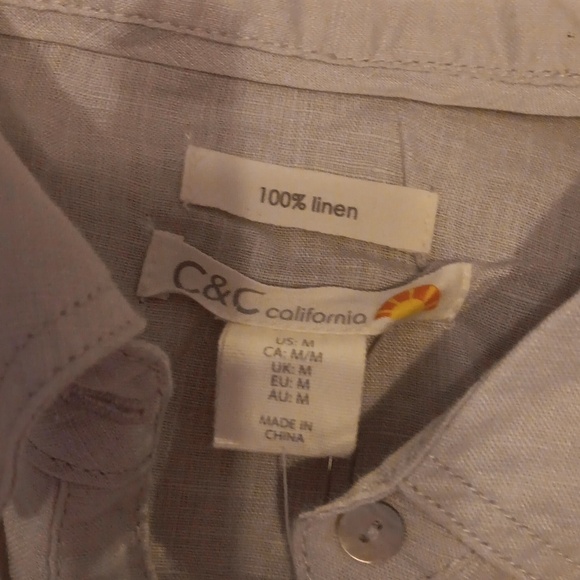 100% linen
C&C california
US: M
CA: M/M
UK: M
EU: M
AU: M
MADE IN
CHINA